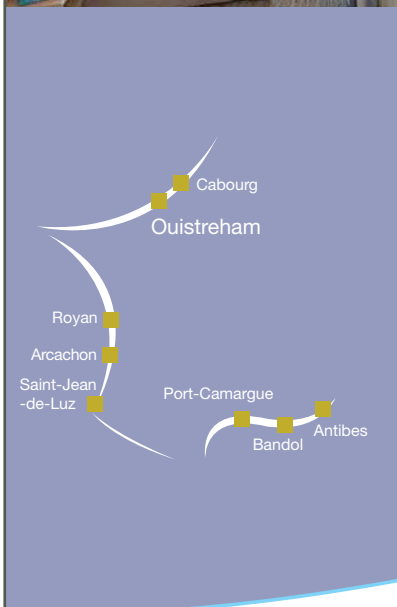 Cabourg
Ouistreham
Royan
Arcachon
Saint-Jean
-de-Luz
Port-Camargue
Antibes
Bandol